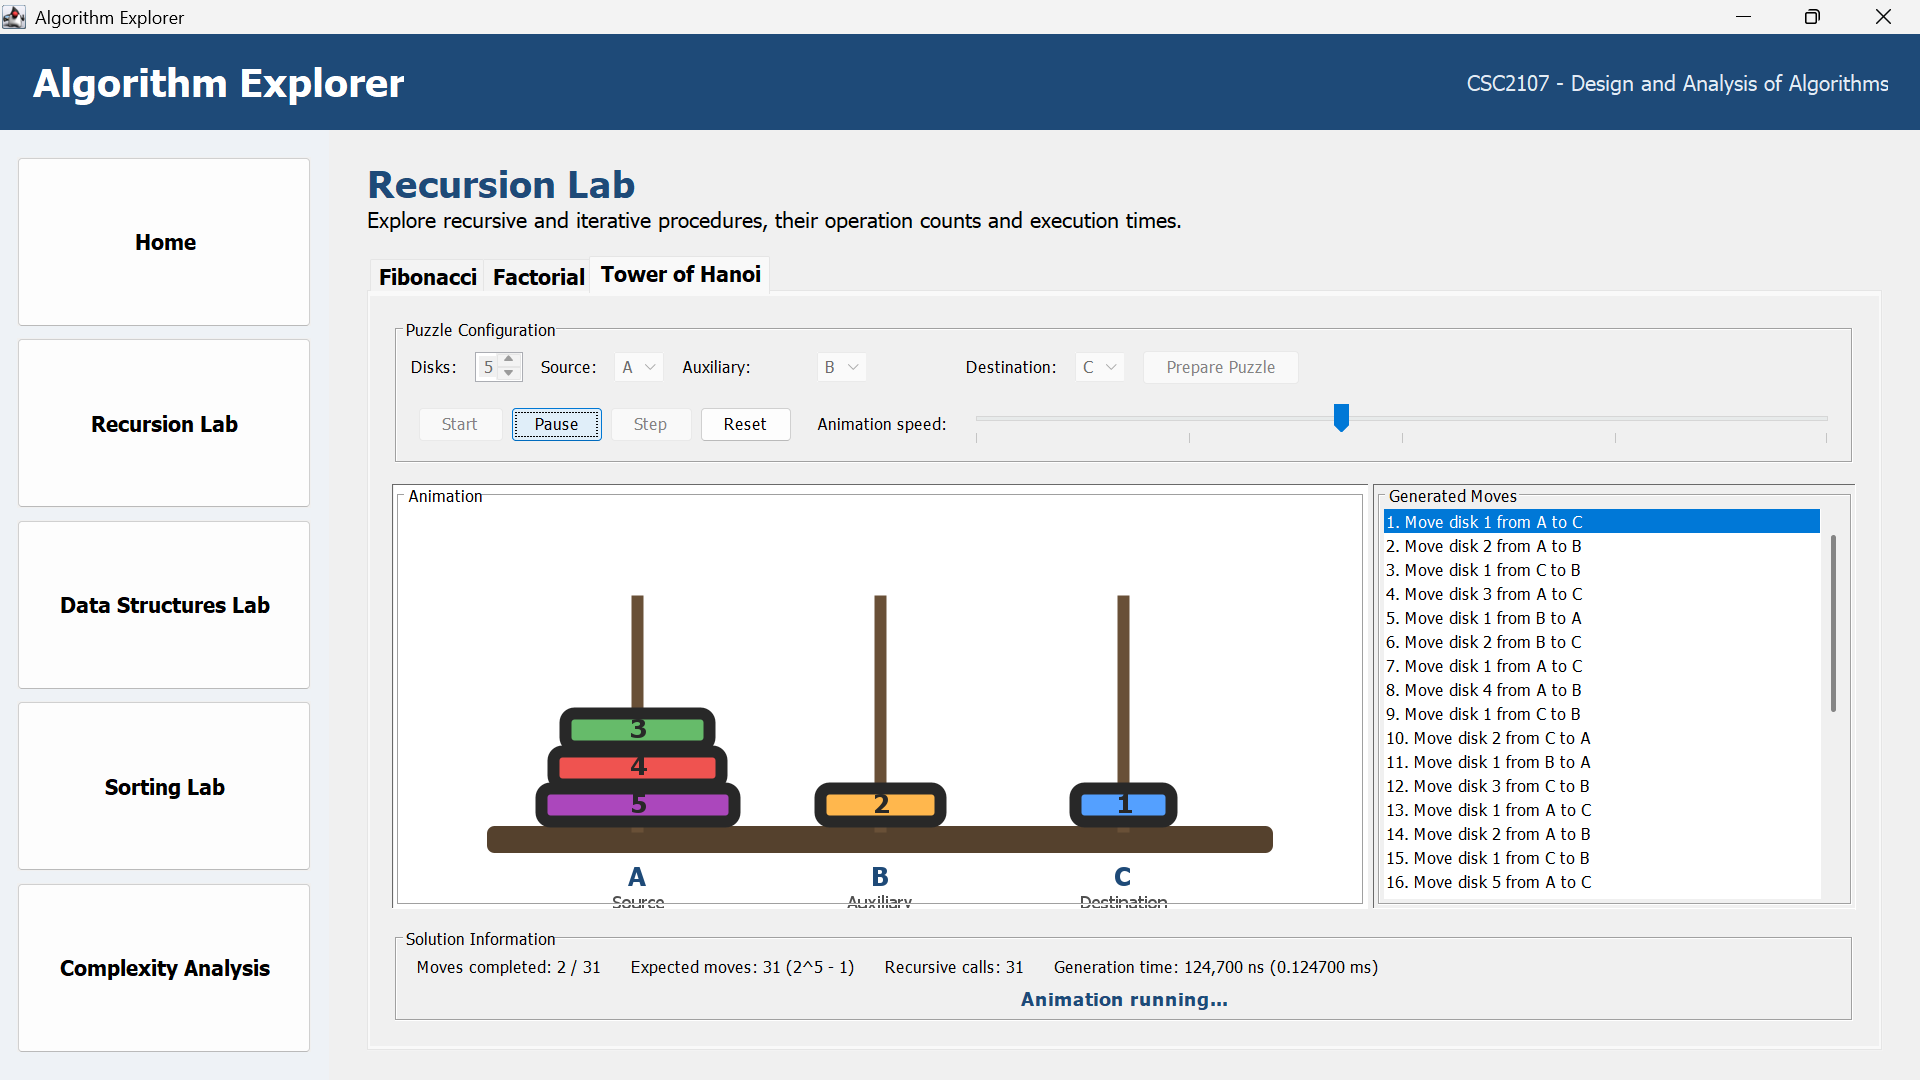 Algorithm Explorer
Algorithm Explorer
CSC2107 - Design and Analysis of Algorithms
Home
Recursion Lab
Data Structures Lab
Sorting Lab
Complexity Analysis
Recursion Lab
Explore recursive and iterative procedures, their operation counts and execution times.
Fibonacci Factorial Tower of Hanoi
Puzzle Configuration
Disks: 5 Source: A Auxiliary: B Destination: C Prepare Puzzle
Start Pause Step Reset Animation speed:
Animation
3
4
5 2 1
A B C
Source Auxiliary Destination
Generated Moves
1. Move disk 1 from A to C
2. Move disk 2 from A to B
3. Move disk 1 from C to B
4. Move disk 3 from A to C
5. Move disk 1 from B to A
6. Move disk 2 from B to C
7. Move disk 1 from A to C
8. Move disk 4 from A to B
9. Move disk 1 from C to B
10. Move disk 2 from C to A
11. Move disk 1 from B to A
12. Move disk 3 from C to B
13. Move disk 1 from A to C
14. Move disk 2 from A to B
15. Move disk 1 from C to B
16. Move disk 5 from A to C
Solution Information
Moves completed: 2 / 31 Expected moves: 31 (2^5 - 1) Recursive calls: 31 Generation time: 124,700 ns (0.124700 ms)
Animation running...